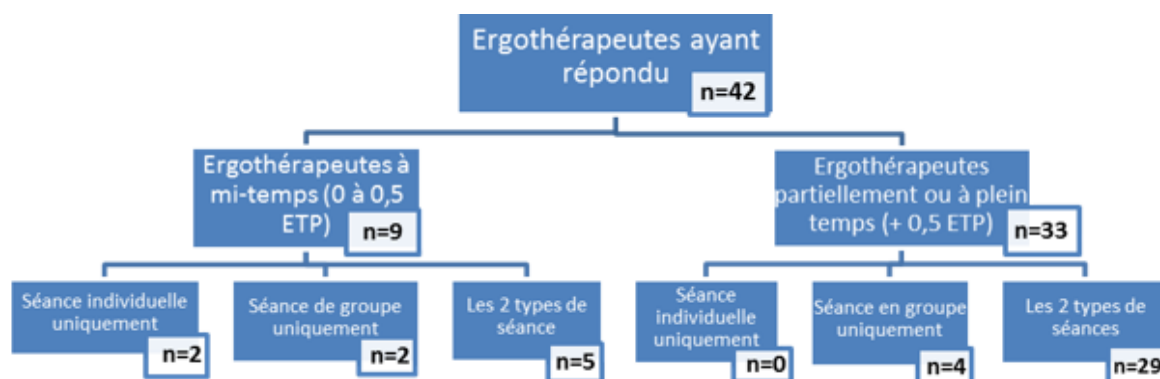 Ergothérapeutes ayant
répondu
n=42
Ergothérapeutes à
mi-temps (0 à 0,5
ETP)
n=9
Ergothérapeutes
partiellement ou à plein
temps (+ 0,5 ETP)
n=33
Séance individuelle
uniquement
n=2
Séance de groupe
uniquement
n=2
Les 2 types de
séance
n=5
Séance
individuelle
uniquement
n=0
Séance en groupe
uniquement
n=4
Les 2 types de
séances
n=29